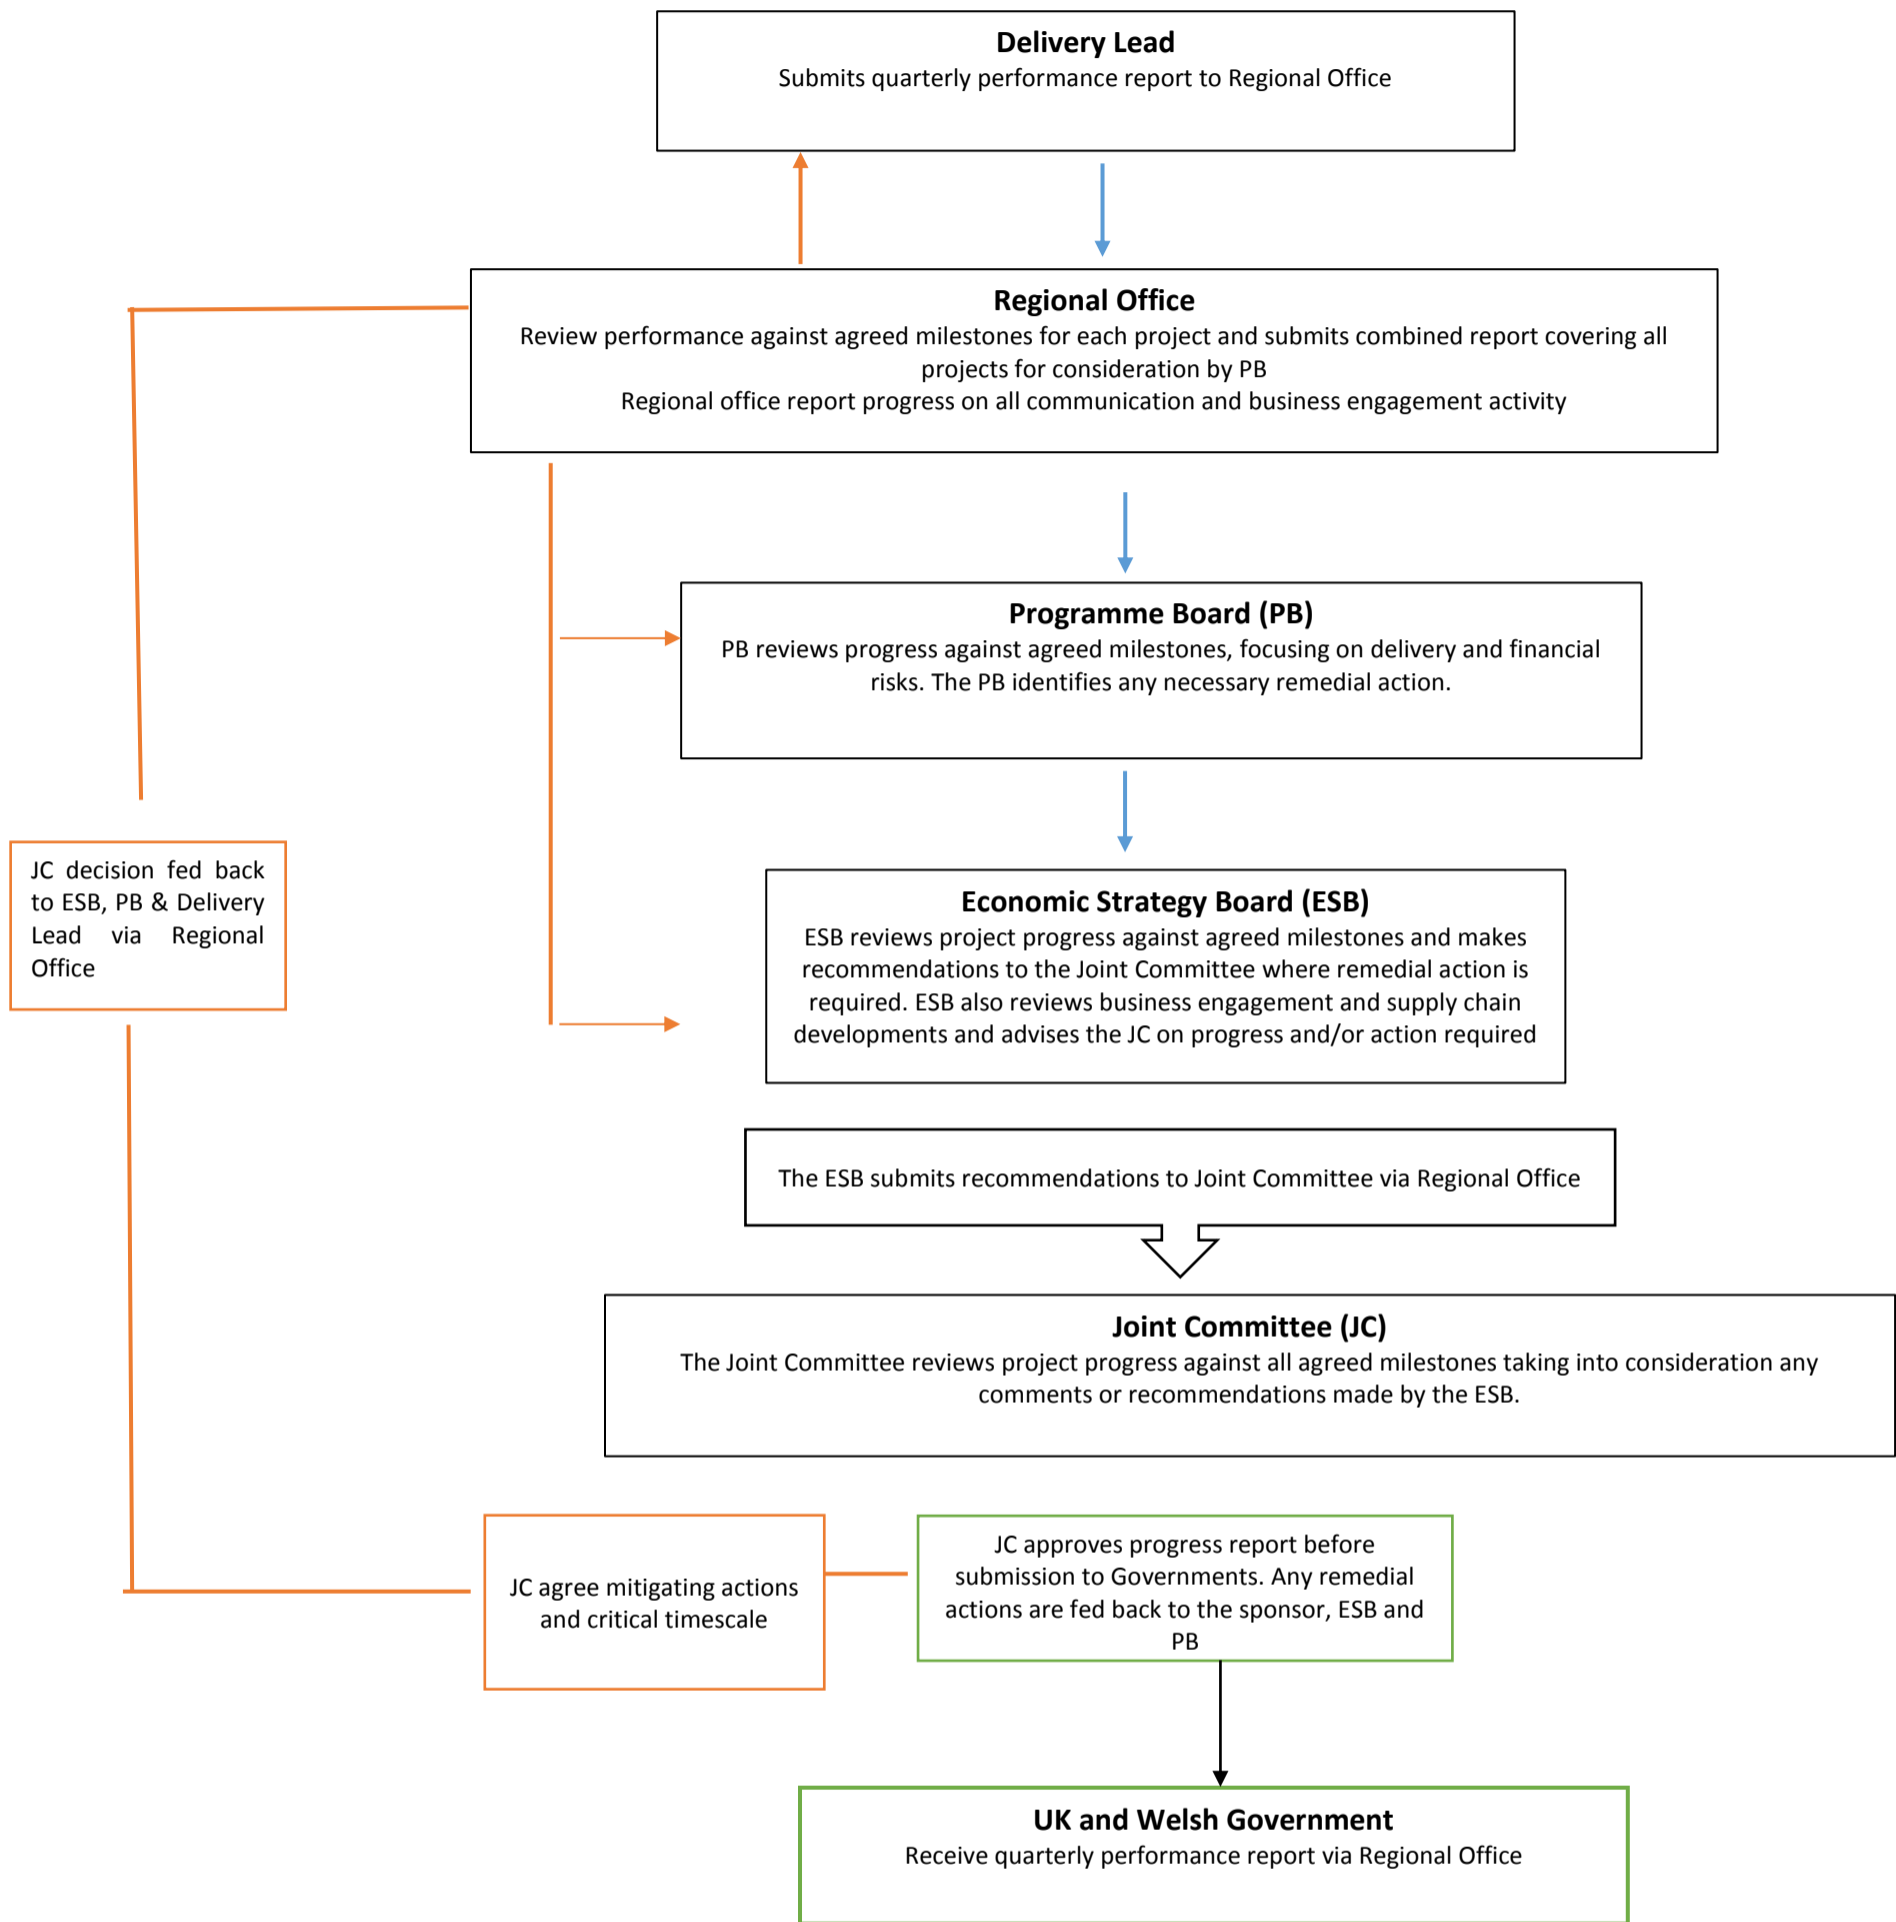 Delivery Lead
Submits quarterly performance report to Regional Office
Regional Office
Review performance against agreed milestones for each project and submits combined report covering all
projects for consideration by PB
Regional office report progress on all communication and business engagement activity
Programme Board (PB)
PB reviews progress against agreed milestones, focusing on delivery and financial
risks. The PB identifies any necessary remedial action.
JC decision fed back
to ESB, PB & Delivery
Lead via Regional
Office
Economic Strategy Board (ESB)
ESB reviews project progress against agreed milestones and makes
recommendations to the Joint Committee where remedial action is
required. ESB also reviews business engagement and supply chain
developments and advises the JC on progress and/or action required
The ESB submits recommendations to Joint Committee via Regional Office
Joint Committee (JC)
The Joint Committee reviews project progress against all agreed milestones taking into consideration any
comments or recommendations made by the ESB.
JC agree mitigating actions
and critical timescale
JC approves progress report before
submission to Governments. Any remedial
actions are fed back to the sponsor, ESB and
PB
UK and Welsh Government
Receive quarterly performance report via Regional Office